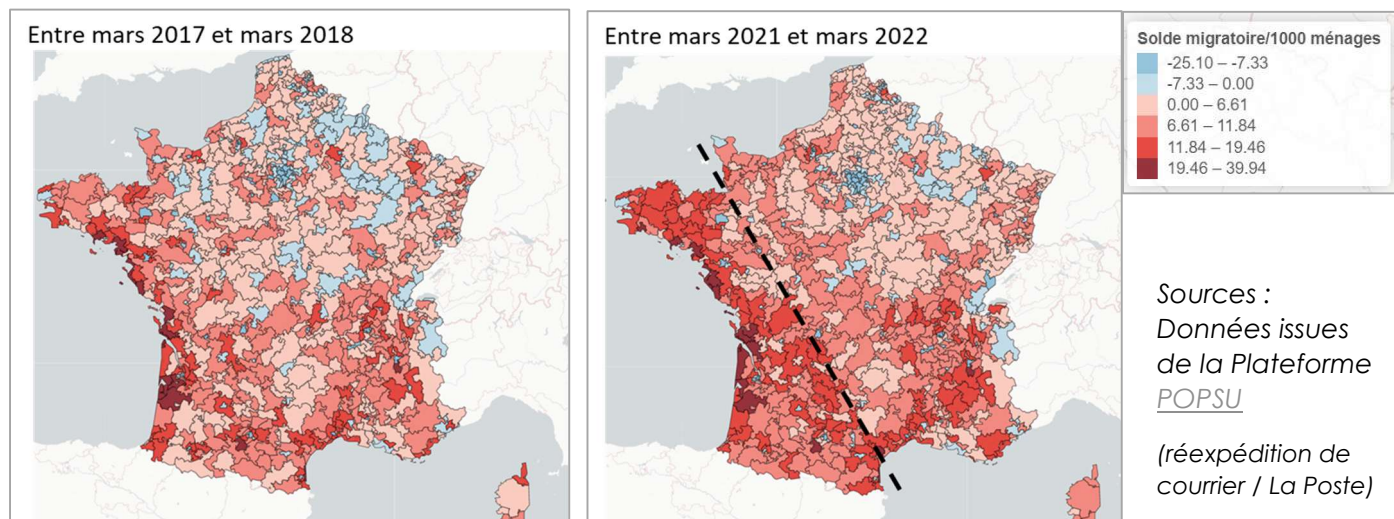 Entre mars 2017 et mars 2018
Entre mars 2021 et mars 2022
Solde migratoire/1000 ménages
-25.10 – -7.33
-7.33 – 0.00
0.00 – 6.61
6.61 – 11.84
11.84 – 19.46
19.46 – 39.94
Sources :
Données issues
de la Plateforme
POPSU
(réexpédition de
courrier / La Poste)